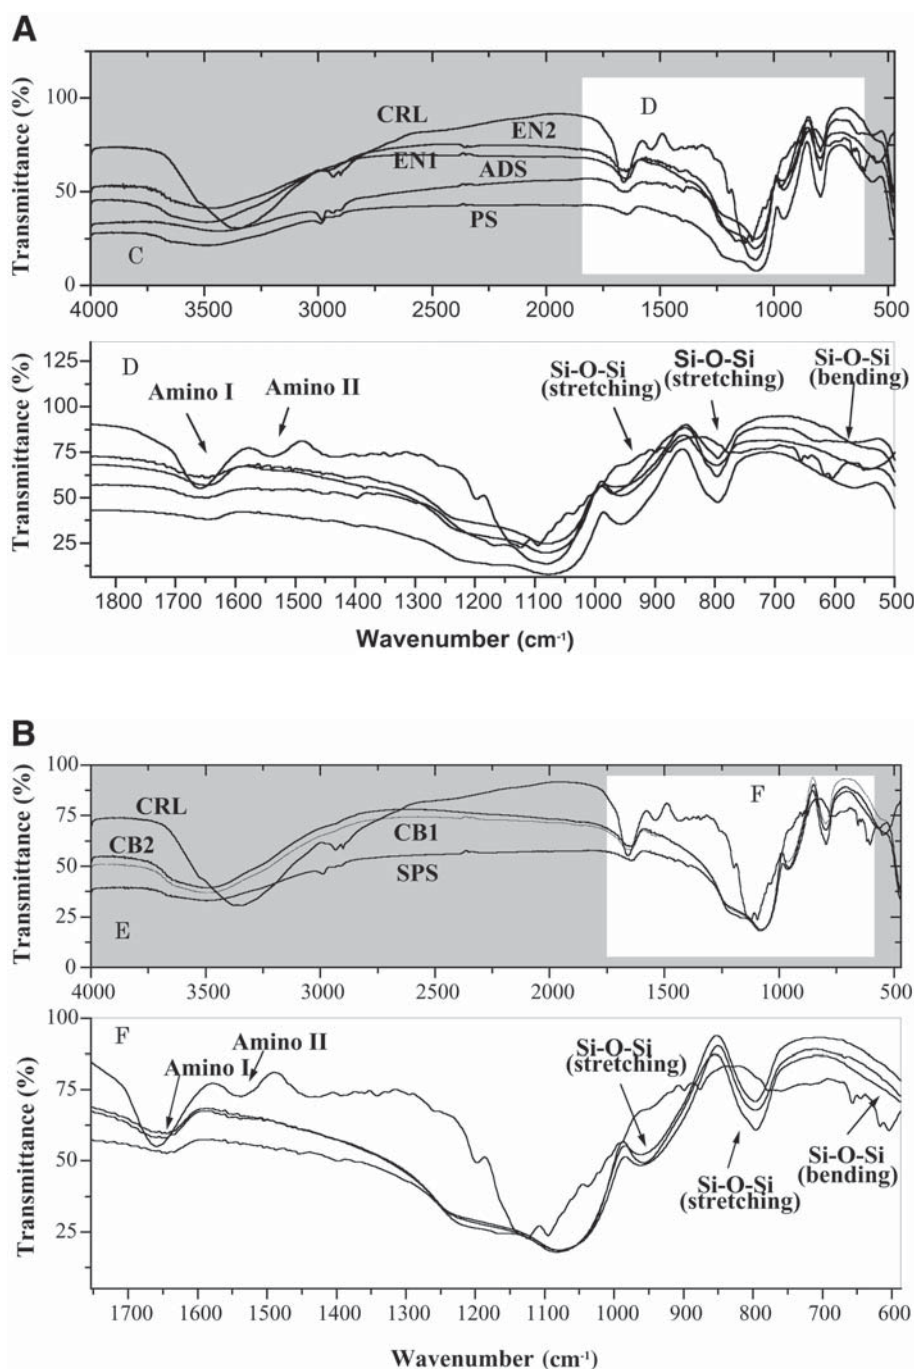 A
CRL
EN2
EN1
ADS
PS
C
D
Transmittance (%)
100
50
0
4000 3500 3000 2500 2000 1500 1000 500
D
Amino I
Amino II
Si-O-Si
(stretching)
Si-O-Si
(stretching)
Si-O-Si
(bending)
Transmittance (%)
125
100
75
50
25
1800 1700 1600 1500 1400 1300 1200 1100 1000 900 800 700 600 500
Wavenumber (cm⁻¹)
B
CRL
CB2
CB1
SPS
E
F
Transmittance (%)
100
75
50
25
0
4000 3500 3000 2500 2000 1500 1000 500
F
Amino I
Amino II
Si-O-Si
(stretching)
Si-O-Si
(stretching)
Si-O-Si
(bending)
Transmittance (%)
100
75
50
25
1700 1600 1500 1400 1300 1200 1100 1000 900 800 700 600
Wavenumber (cm⁻¹)